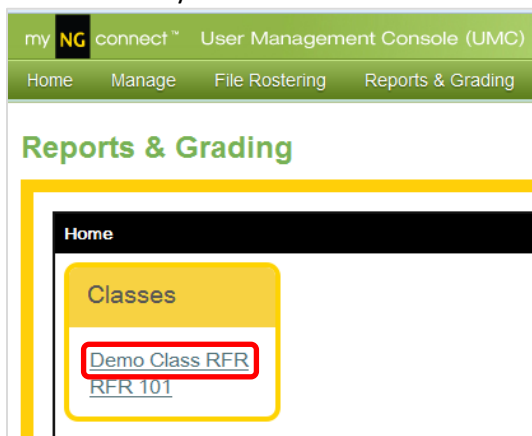 my NG connect™ User Management Console (UMC)
Home Manage File Rostering Reports & Grading
Reports & Grading
Home
Classes
Demo Class RFR
RFR 101